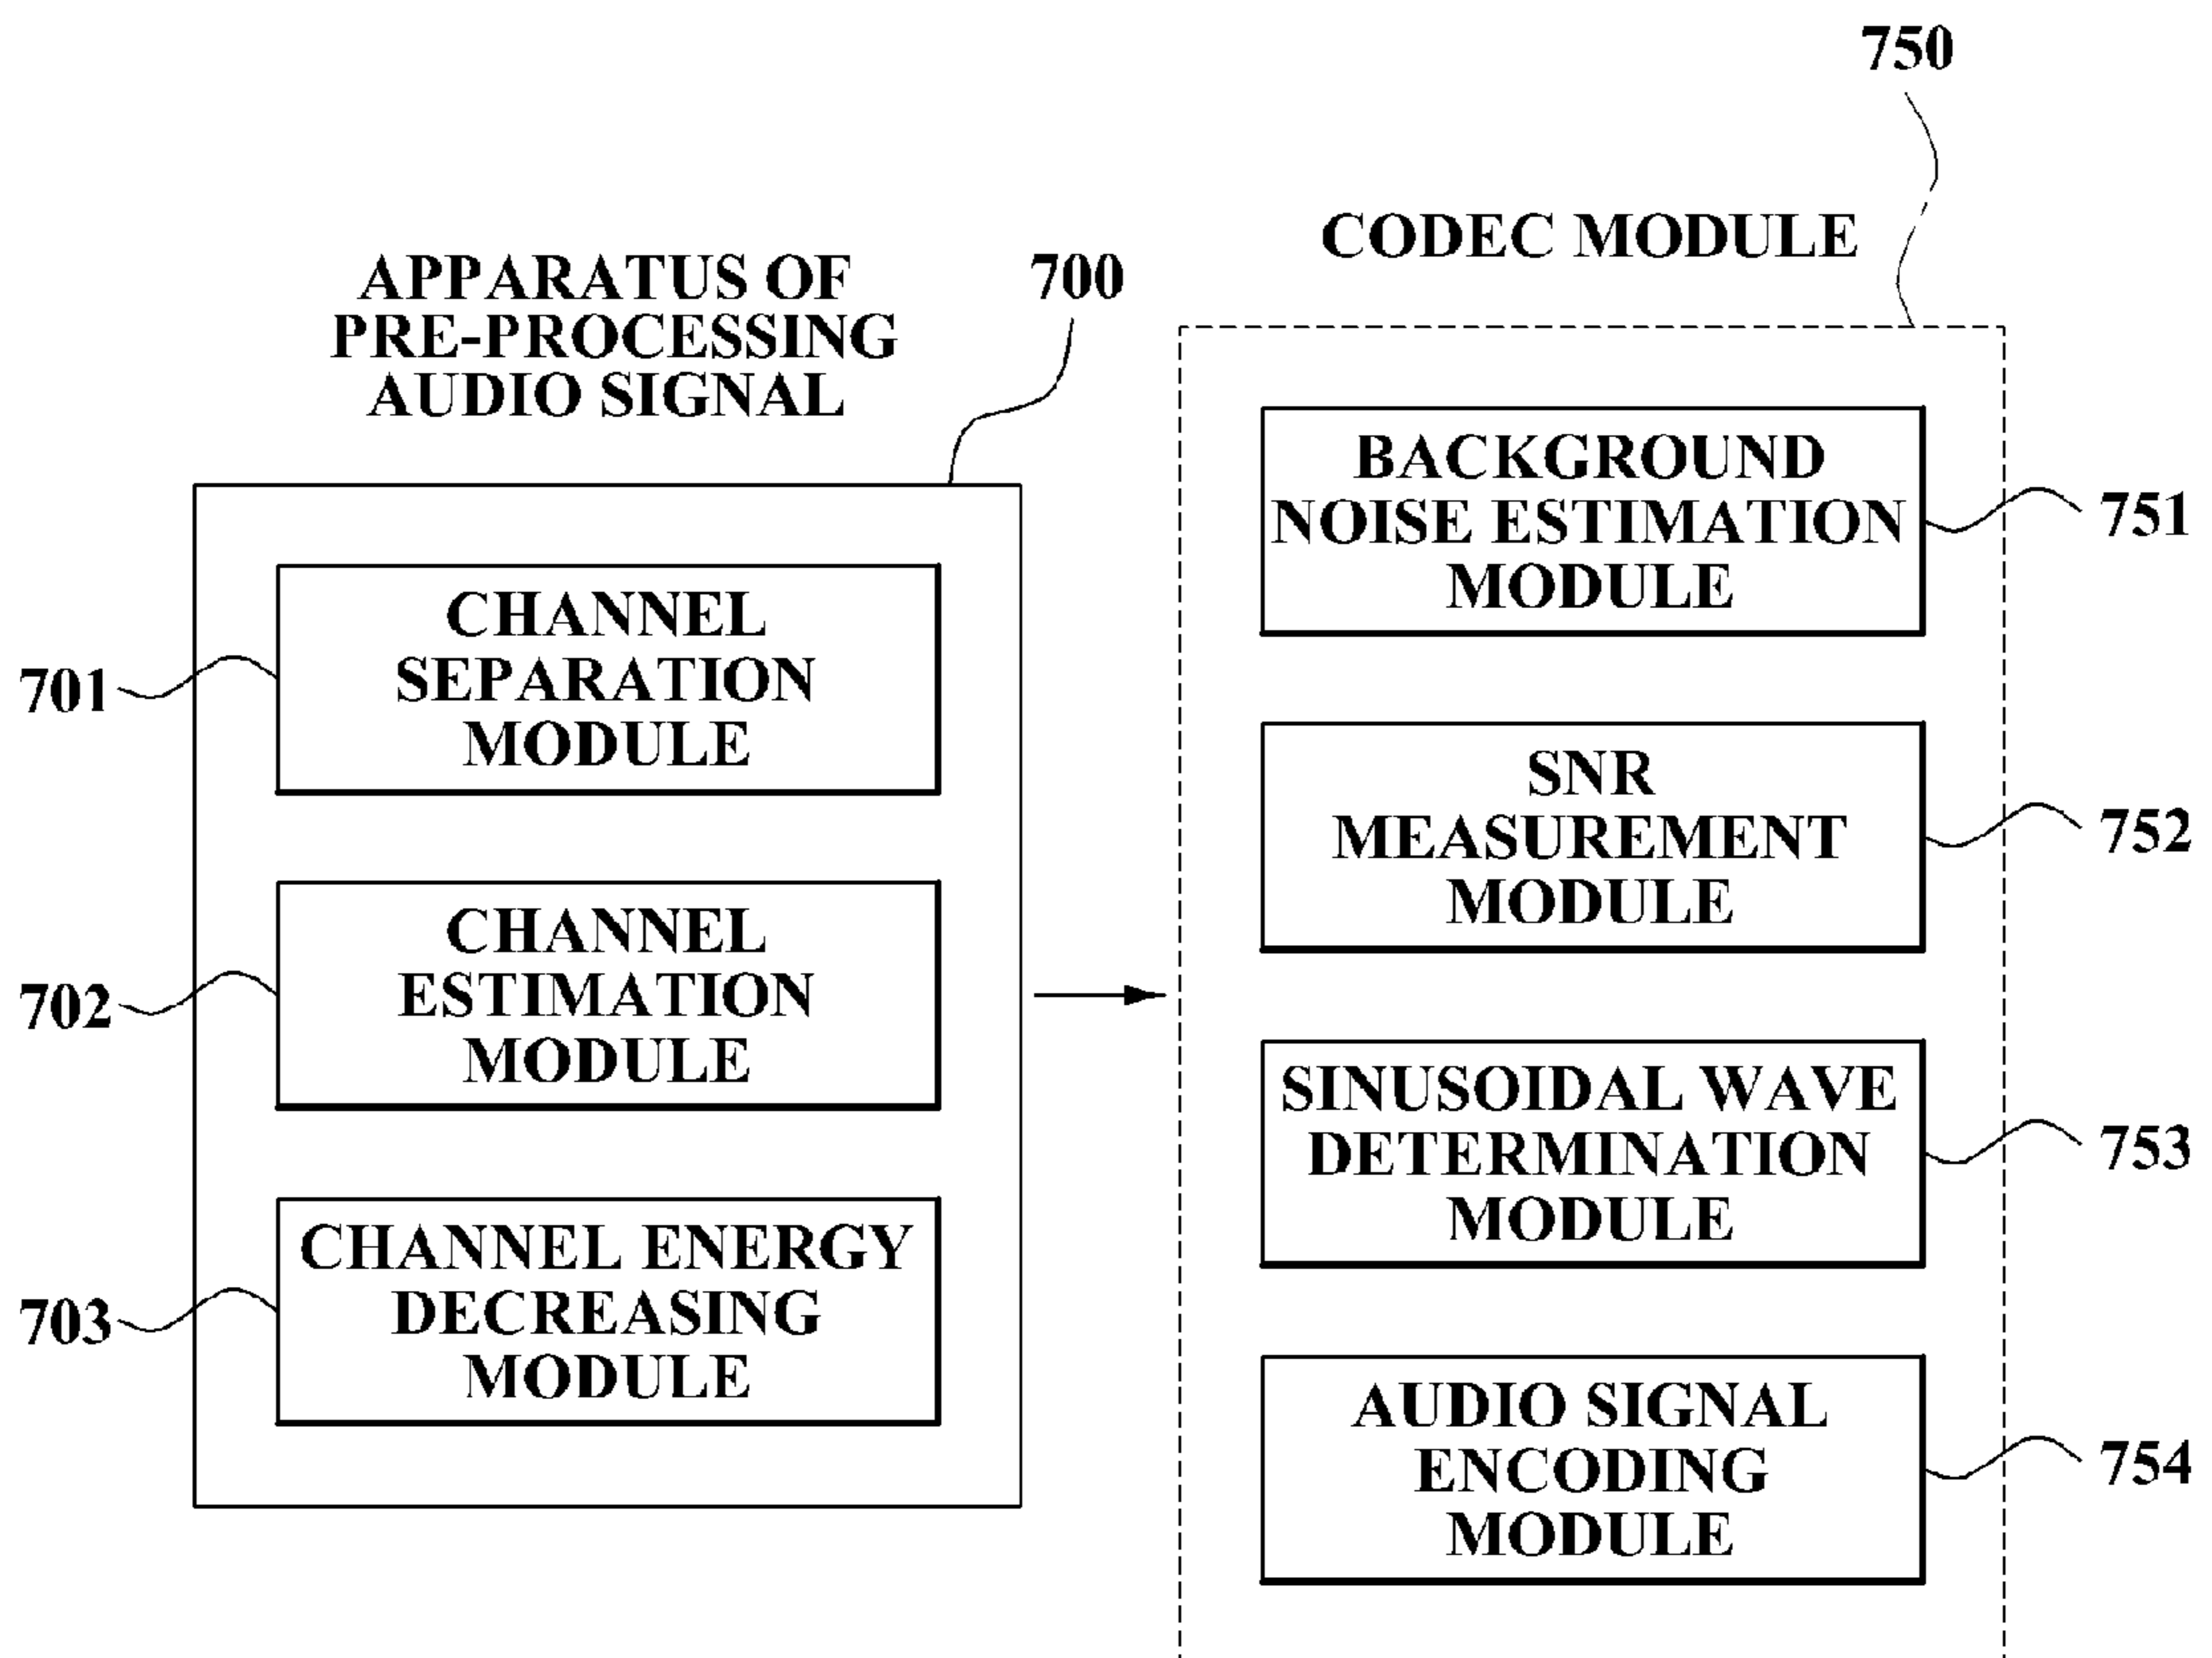 750
CODEC MODULE
APPARATUS OF
PRE-PROCESSING
AUDIO SIGNAL
700
CHANNEL
SEPARATION
MODULE
701
CHANNEL
ESTIMATION
MODULE
702
CHANNEL ENERGY
DECREASING
MODULE
703
BACKGROUND
NOISE ESTIMATION
MODULE
751
SNR
MEASUREMENT
MODULE
752
SINUSOIDAL WAVE
DETERMINATION
MODULE
753
AUDIO SIGNAL
ENCODING
MODULE
754